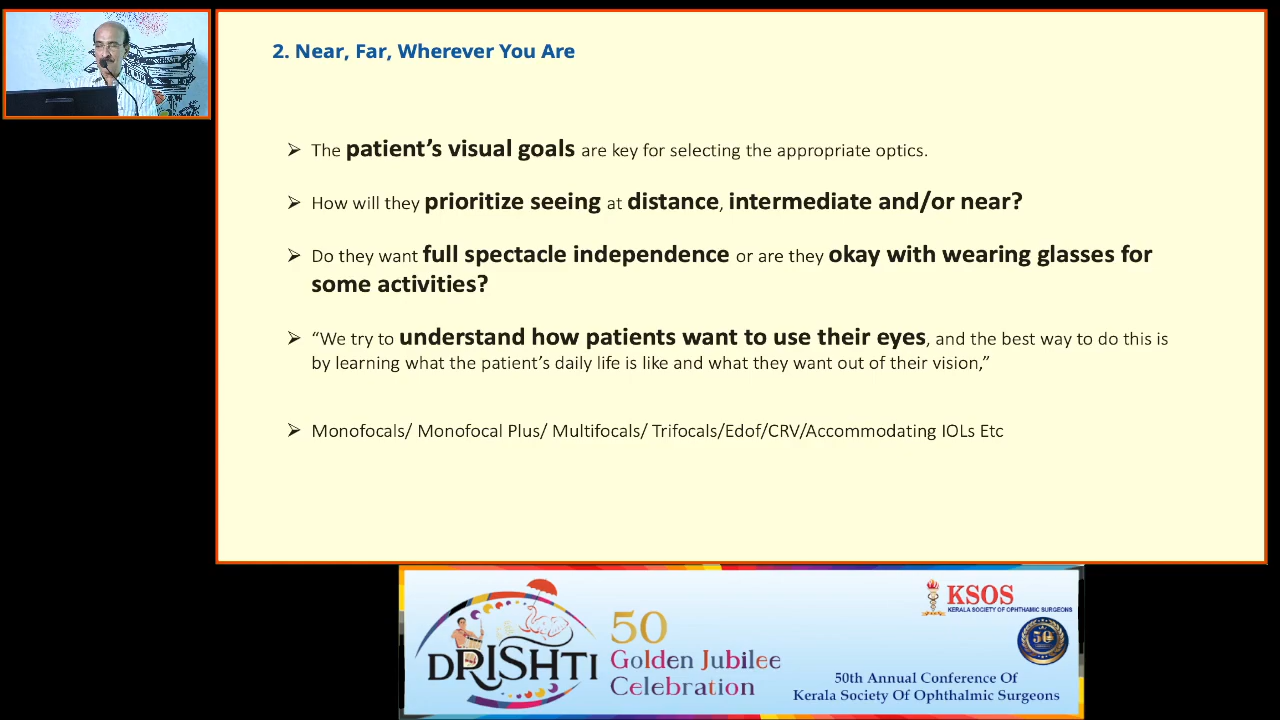 2. Near, Far, Wherever You Are
The patient’s visual goals are key for selecting the appropriate optics.
How will they prioritize seeing at distance, intermediate and/or near?
Do they want full spectacle independence or are they okay with wearing glasses for
some activities?
“We try to understand how patients want to use their eyes, and the best way to do this is
by learning what the patient’s daily life is like and what they want out of their vision,”
Monofocals/ Monofocal Plus/ Multifocals/ Trifocals/Edof/CRV/Accommodating IOLs Etc
DRISHTI
50
Golden Jubilee
Celebration
KSOS
KERALA SOCIETY OF OPHTHAMIC SURGEONS
50
50th Annual Conference Of
Kerala Society Of Ophthalmic Surgeons